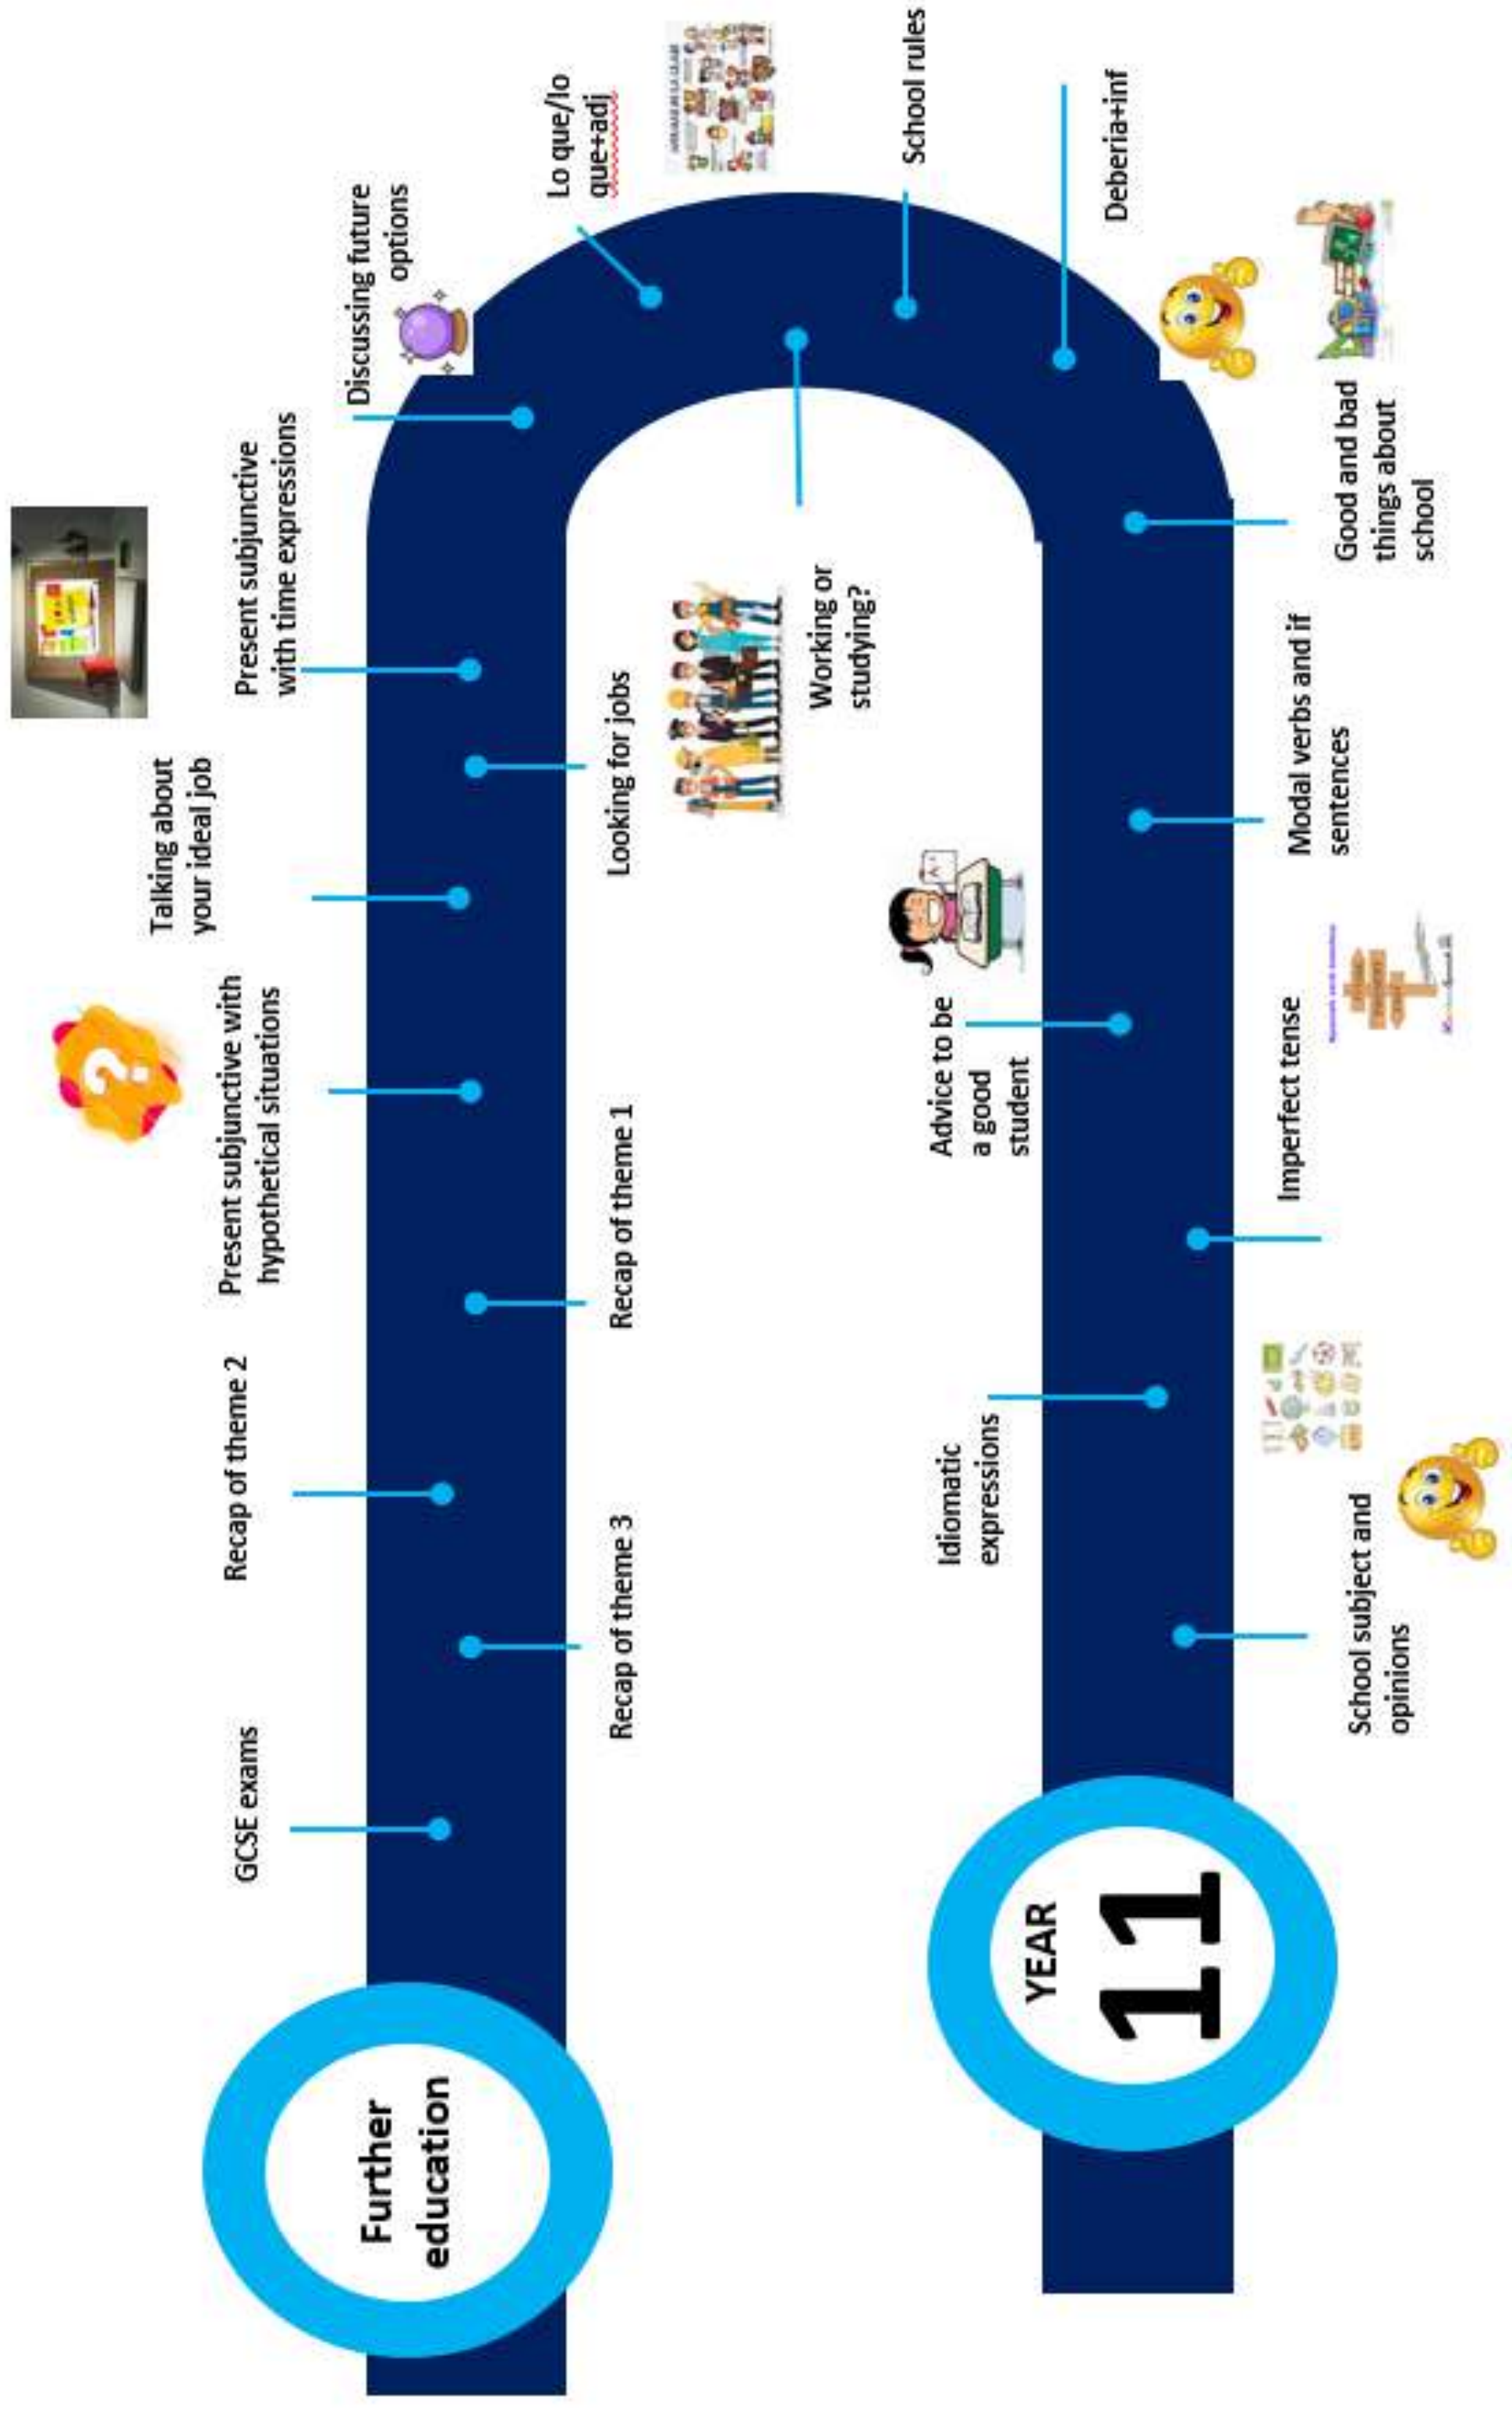 YEAR
11
School subject and
opinions
Idiomatic
expressions
Imperfect tense
Advice to be
a good
student
Modal verbs and if
sentences
Good and bad
things about
school
Deberia+inf
School rules
Working or
studying?
Lo que/lo
que+adj
Discussing future
options
Present subjunctive
with time expressions
Looking for jobs
Talking about
your ideal job
Present subjunctive with
hypothetical situations
Recap of theme 1
Recap of theme 2
Recap of theme 3
GCSE exams
Further
education